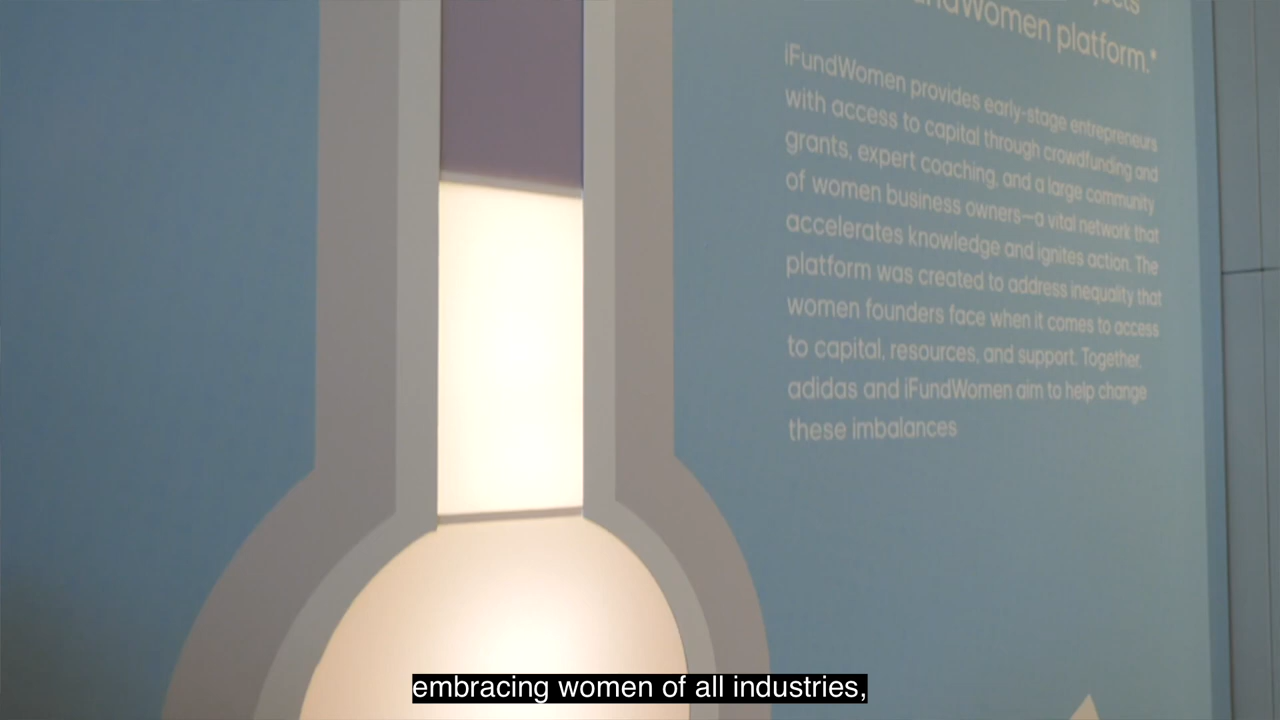 platform.*
iFundWomen provides early-stage entrepreneurs
with access to capital through crowdfunding and
grants, expert coaching, and a large community
of women business owners—a vital network that
accelerates knowledge and ignites action. The
platform was created to address inequality that
women founders face when it comes to access
to capital, resources, and support. Together,
adidas and iFundWomen aim to help change
these imbalances
embracing women of all industries,